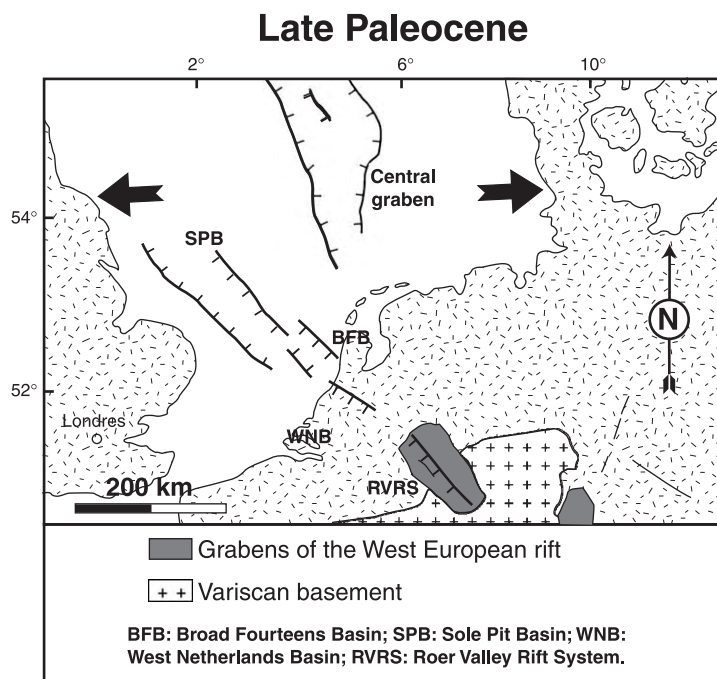 Late Paleocene
2° 6° 10°
Central
graben
54°
SPB
N
BFB
52°
Londres
WNB
200 km
RVRS
Grabens of the West European rift
Variscan basement
BFB: Broad Fourteens Basin; SPB: Sole Pit Basin; WNB:
West Netherlands Basin; RVRS: Roer Valley Rift System.